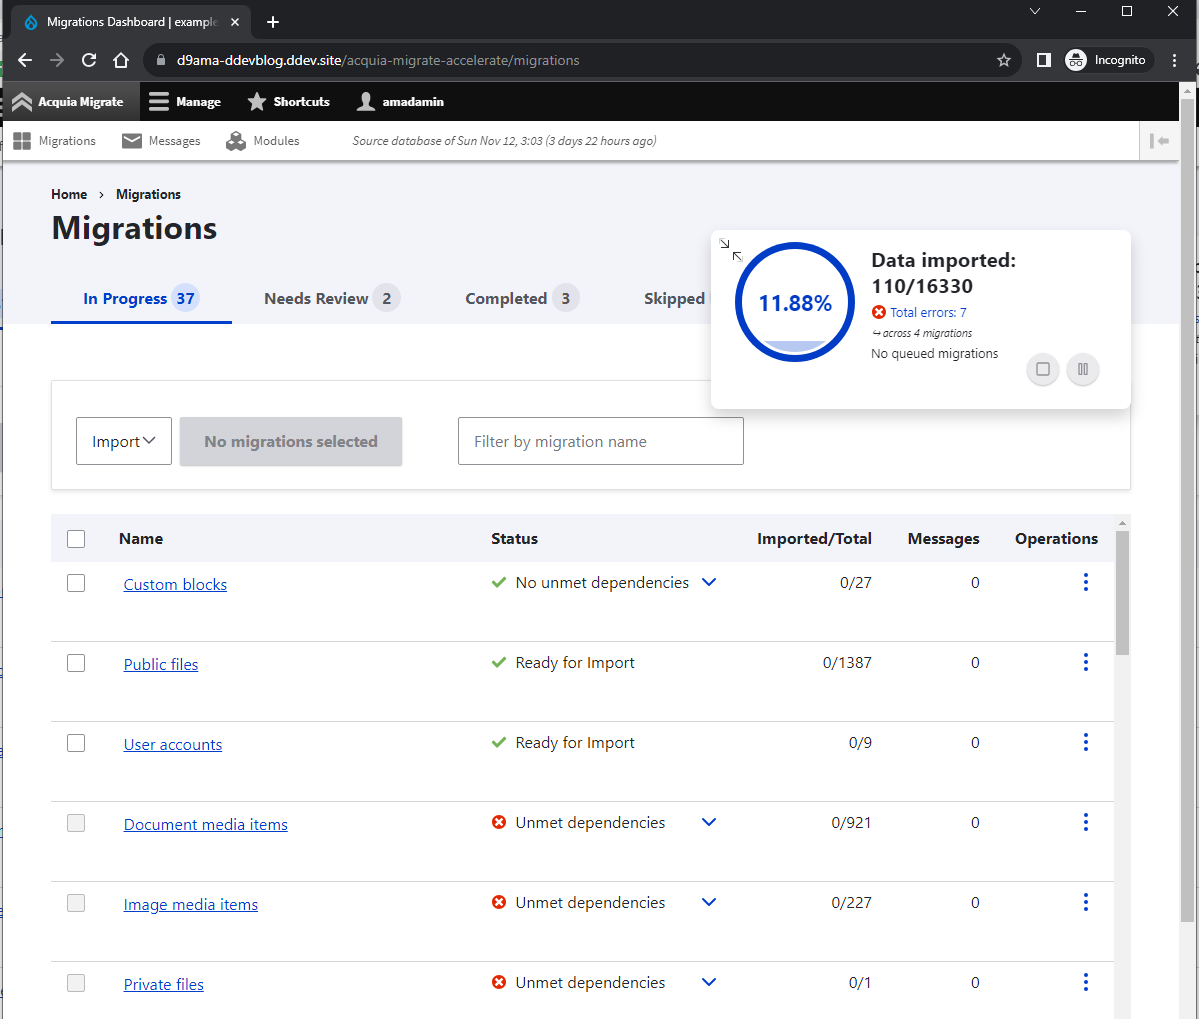 Migrations Dashboard | example
d9ama-ddevblog.ddev.site/acquia-migrate-accelerate/migrations
Incognito
Acquia Migrate
Manage
Shortcuts
amadamin
Migrations
Messages
Modules
Source database of Sun Nov 12, 3:03 (3 days 22 hours ago)
Home › Migrations
Migrations
In Progress 37
Needs Review 2
Completed 3
Skipped
11.88%
Data imported:
110/16330
Total errors: 7
↪ across 4 migrations
No queued migrations
Import
No migrations selected
Filter by migration name
Name Status Imported/Total Messages Operations
Custom blocks No unmet dependencies 0/27 0
Public files Ready for Import 0/1387 0
User accounts Ready for Import 0/9 0
Document media items Unmet dependencies 0/921 0
Image media items Unmet dependencies 0/227 0
Private files Unmet dependencies 0/1 0